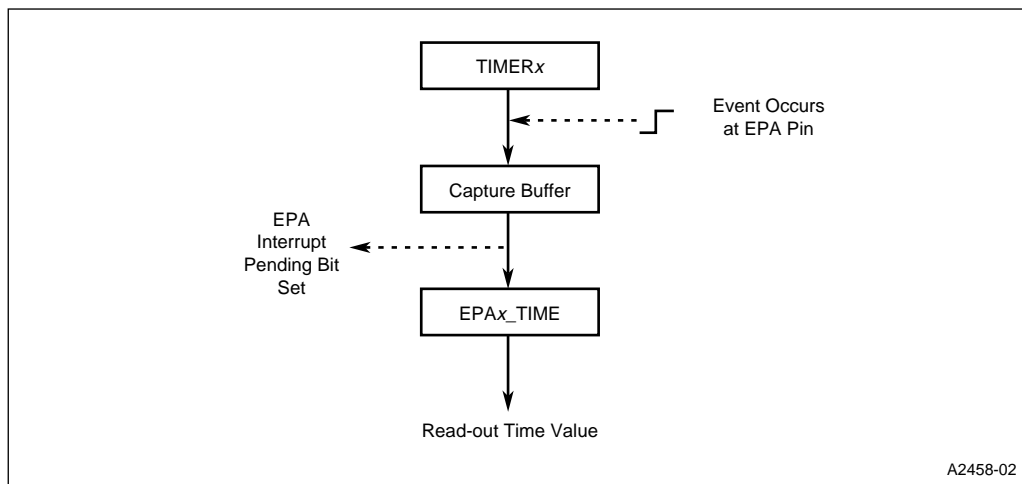 TIMERx
Event Occurs
at EPA Pin
Capture Buffer
EPA
Interrupt
Pending Bit
Set
EPAx_TIME
Read-out Time Value
A2458-02